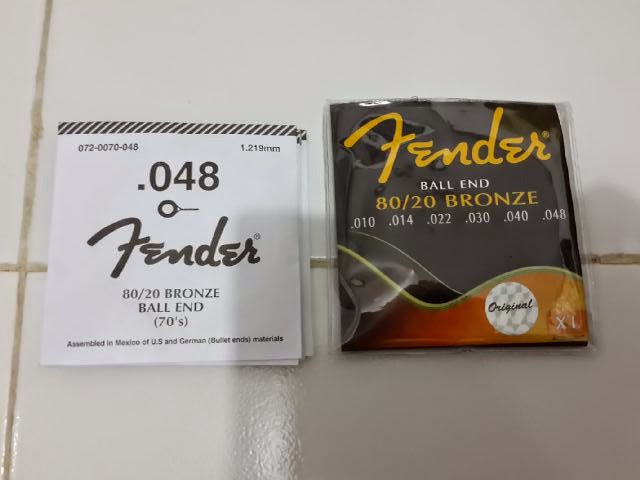 072-0070-048 1.219mm
.048
Fender®
80/20 BRONZE
BALL END
(70's)
Assembled in Mexico of U.S and German (Bullet ends) materials
Fender®
BALL END
80/20 BRONZE
.010 .014 .022 .030 .040 .048
Original
XL